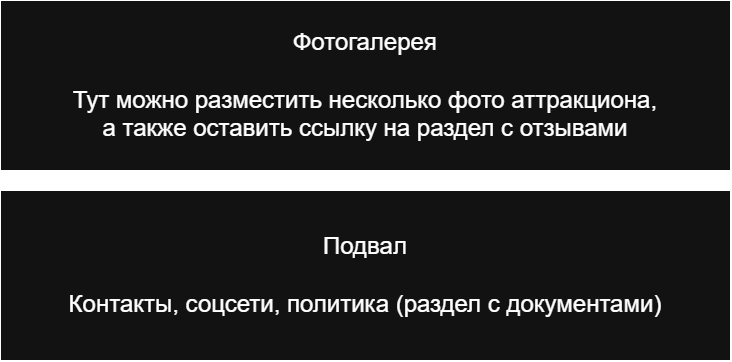 Фотогалерея
Тут можно разместить несколько фото аттракциона,
а также оставить ссылку на раздел с отзывами
Подвал
Контакты, соцсети, политика (раздел с документами)